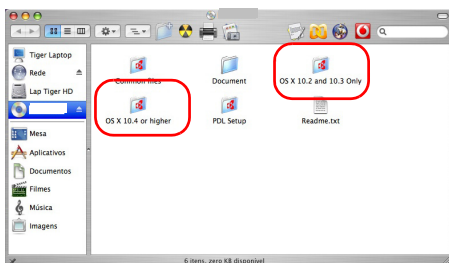 Tiger Laptop
Rede
Lap Tiger HD
Mesa
Aplicativos
Documentos
Filmes
Música
Imagens
Common files
Document
OS X 10.2 and 10.3 Only
OS X 10.4 or higher
PDL Setup
Readme.txt
6 itens, zero KB disponível